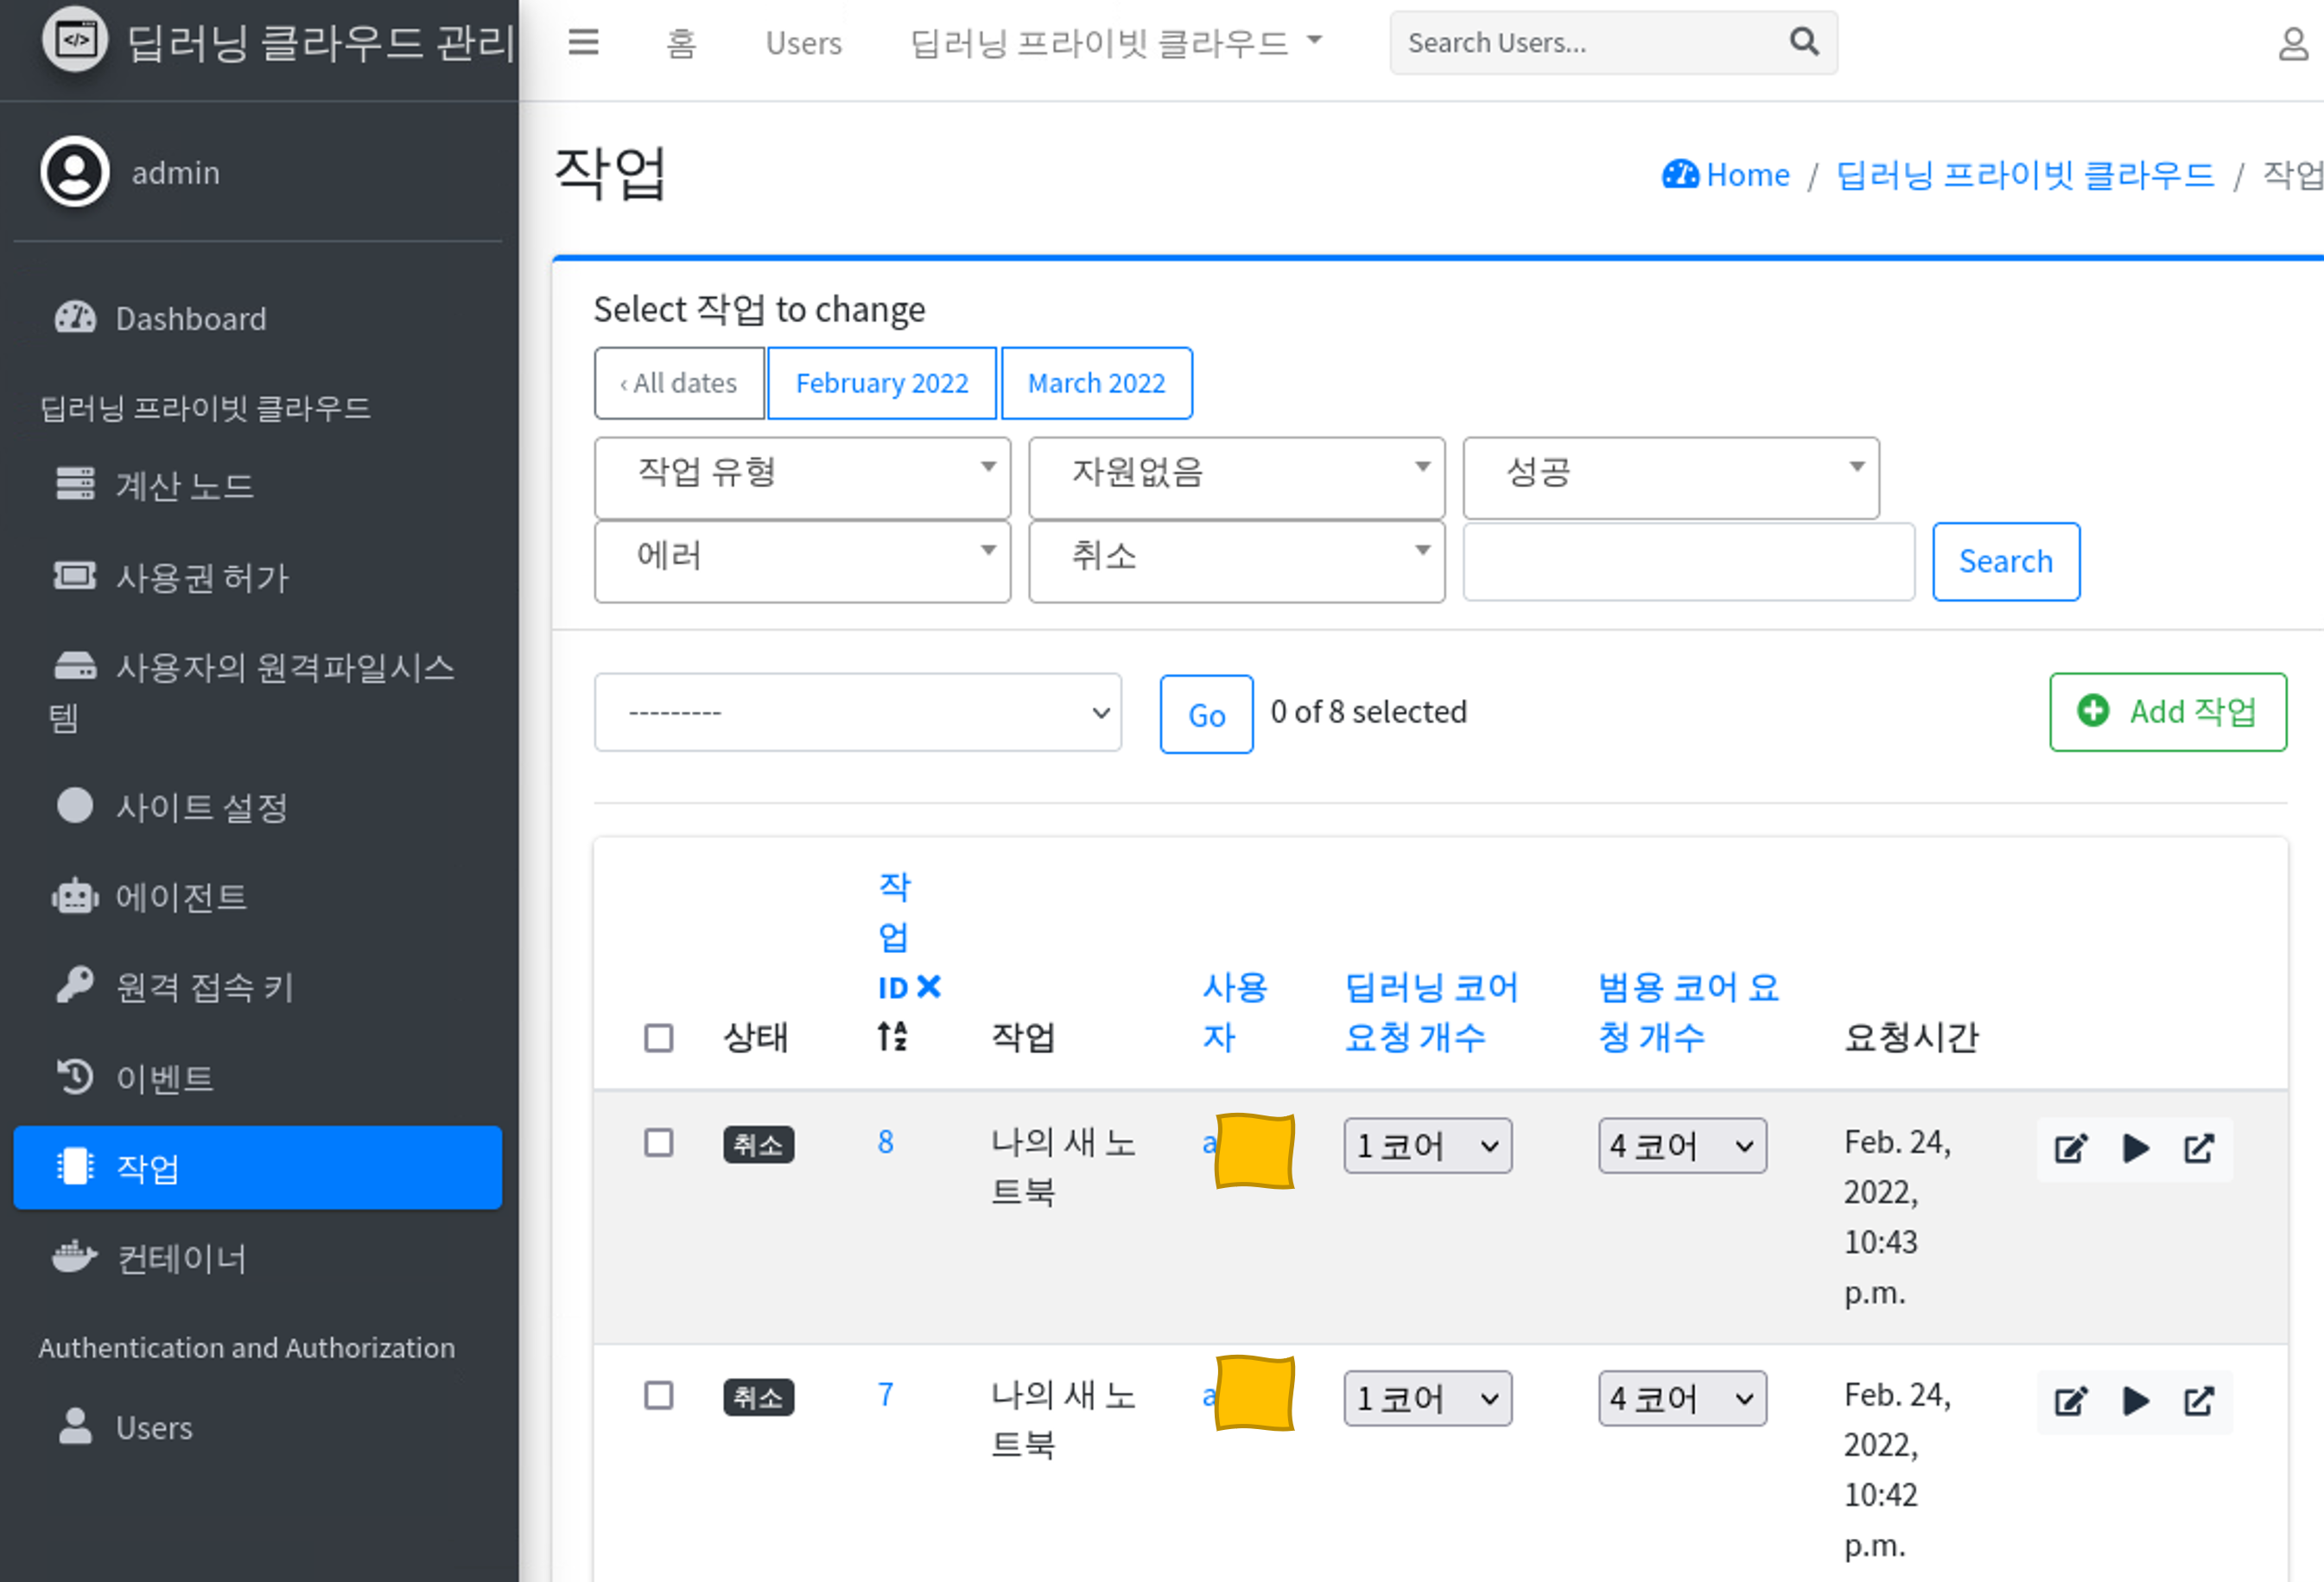 딥러닝 클라우드 관리
홈 Users 딥러닝 프라이빗 클라우드 Search Users...
admin
Dashboard
딥러닝 프라이빗 클라우드
계산 노드
사용권 허가
사용자의 원격파일시스
템
사이트 설정
에이전트
원격 접속 키
이벤트
작업
컨테이너
Authentication and Authorization
Users
작업
Home / 딥러닝 프라이빗 클라우드 / 작업
Select 작업 to change
‹ All dates February 2022 March 2022
작업 유형 자원없음 성공
에러 취소 Search
--------- Go 0 of 8 selected Add 작업
작
업
ID 사용 딥러닝 코어 범용 코어 요
상태 작업 자 요청 개수 청 개수 요청시간
취소 8 나의 새 노 a 1 코어 4 코어 Feb. 24,
트북 2022,
10:43
p.m.
취소 7 나의 새 노 a 1 코어 4 코어 Feb. 24,
트북 2022,
10:42
p.m.